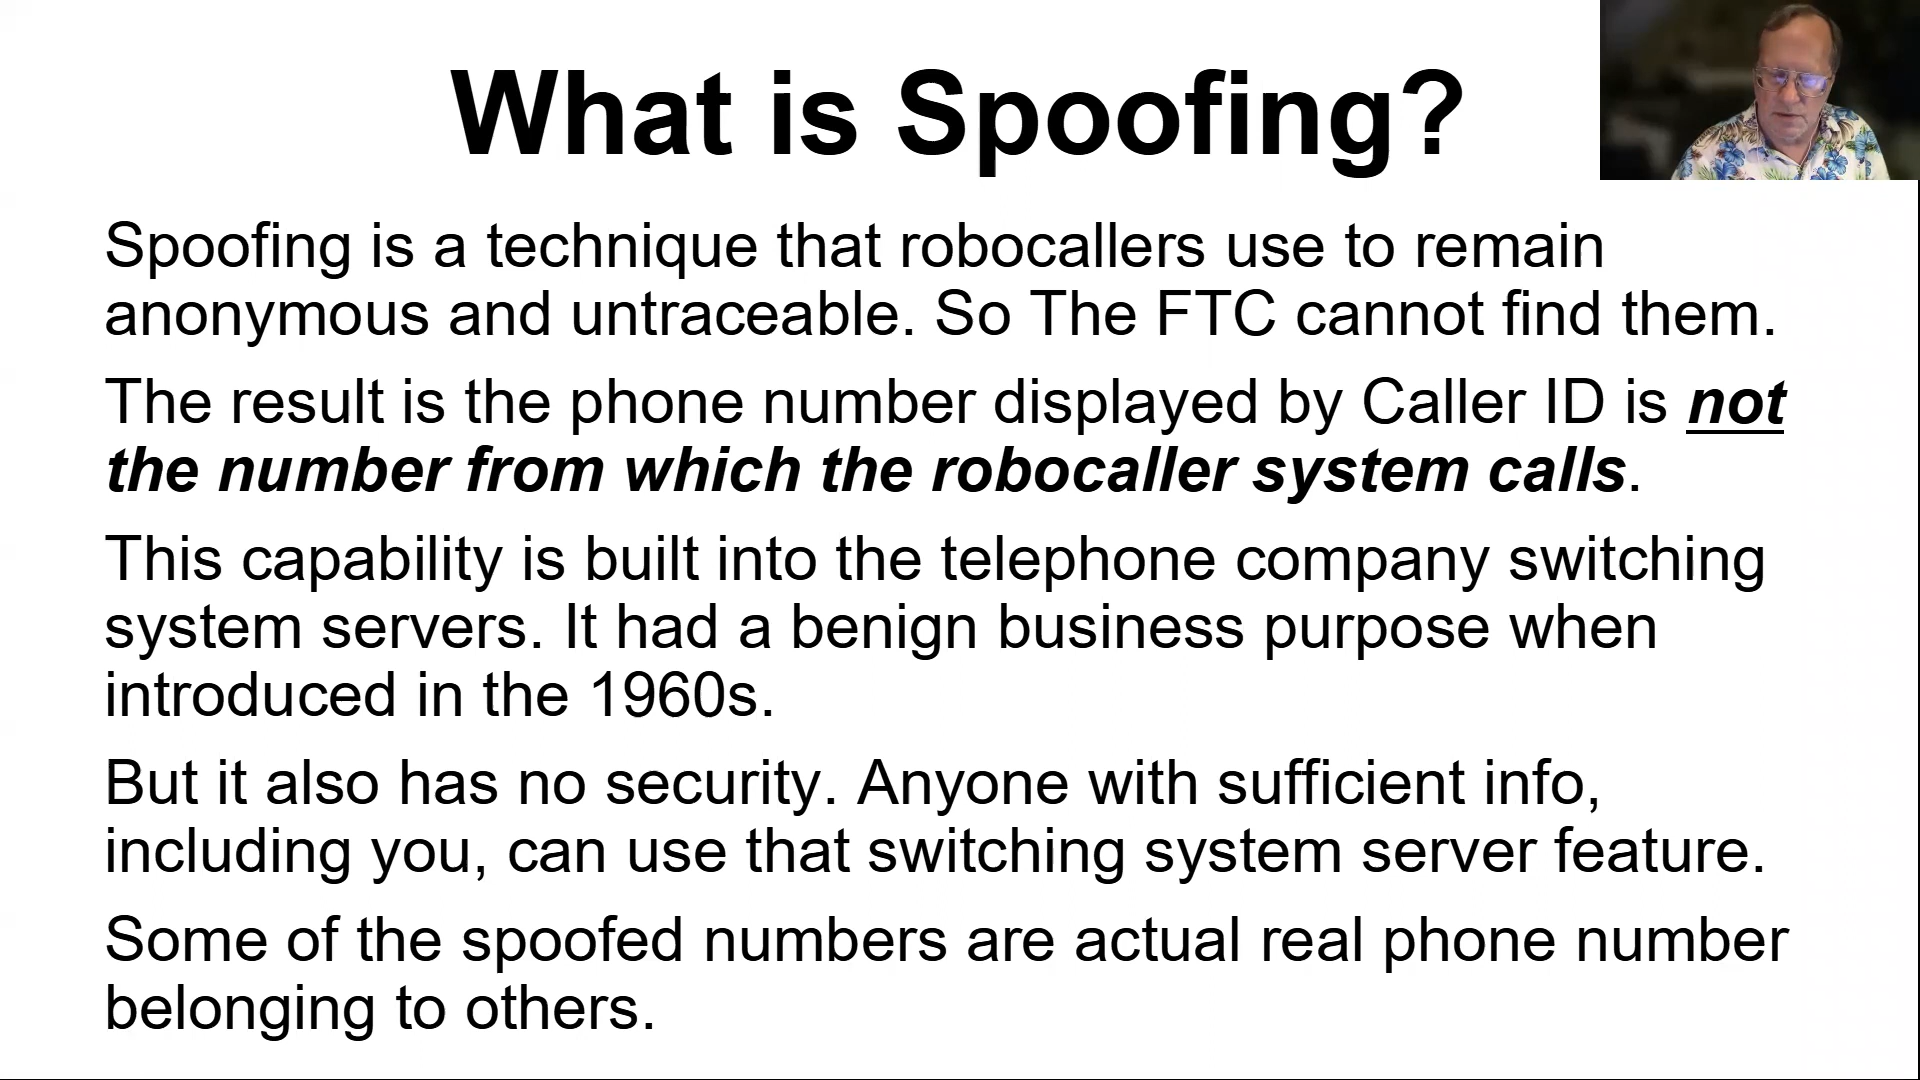 What is Spoofing?
Spoofing is a technique that robocallers use to remain
anonymous and untraceable. So The FTC cannot find them.
The result is the phone number displayed by Caller ID is not
the number from which the robocaller system calls.
This capability is built into the telephone company switching
system servers. It had a benign business purpose when
introduced in the 1960s.
But it also has no security. Anyone with sufficient info,
including you, can use that switching system server feature.
Some of the spoofed numbers are actual real phone number
belonging to others.